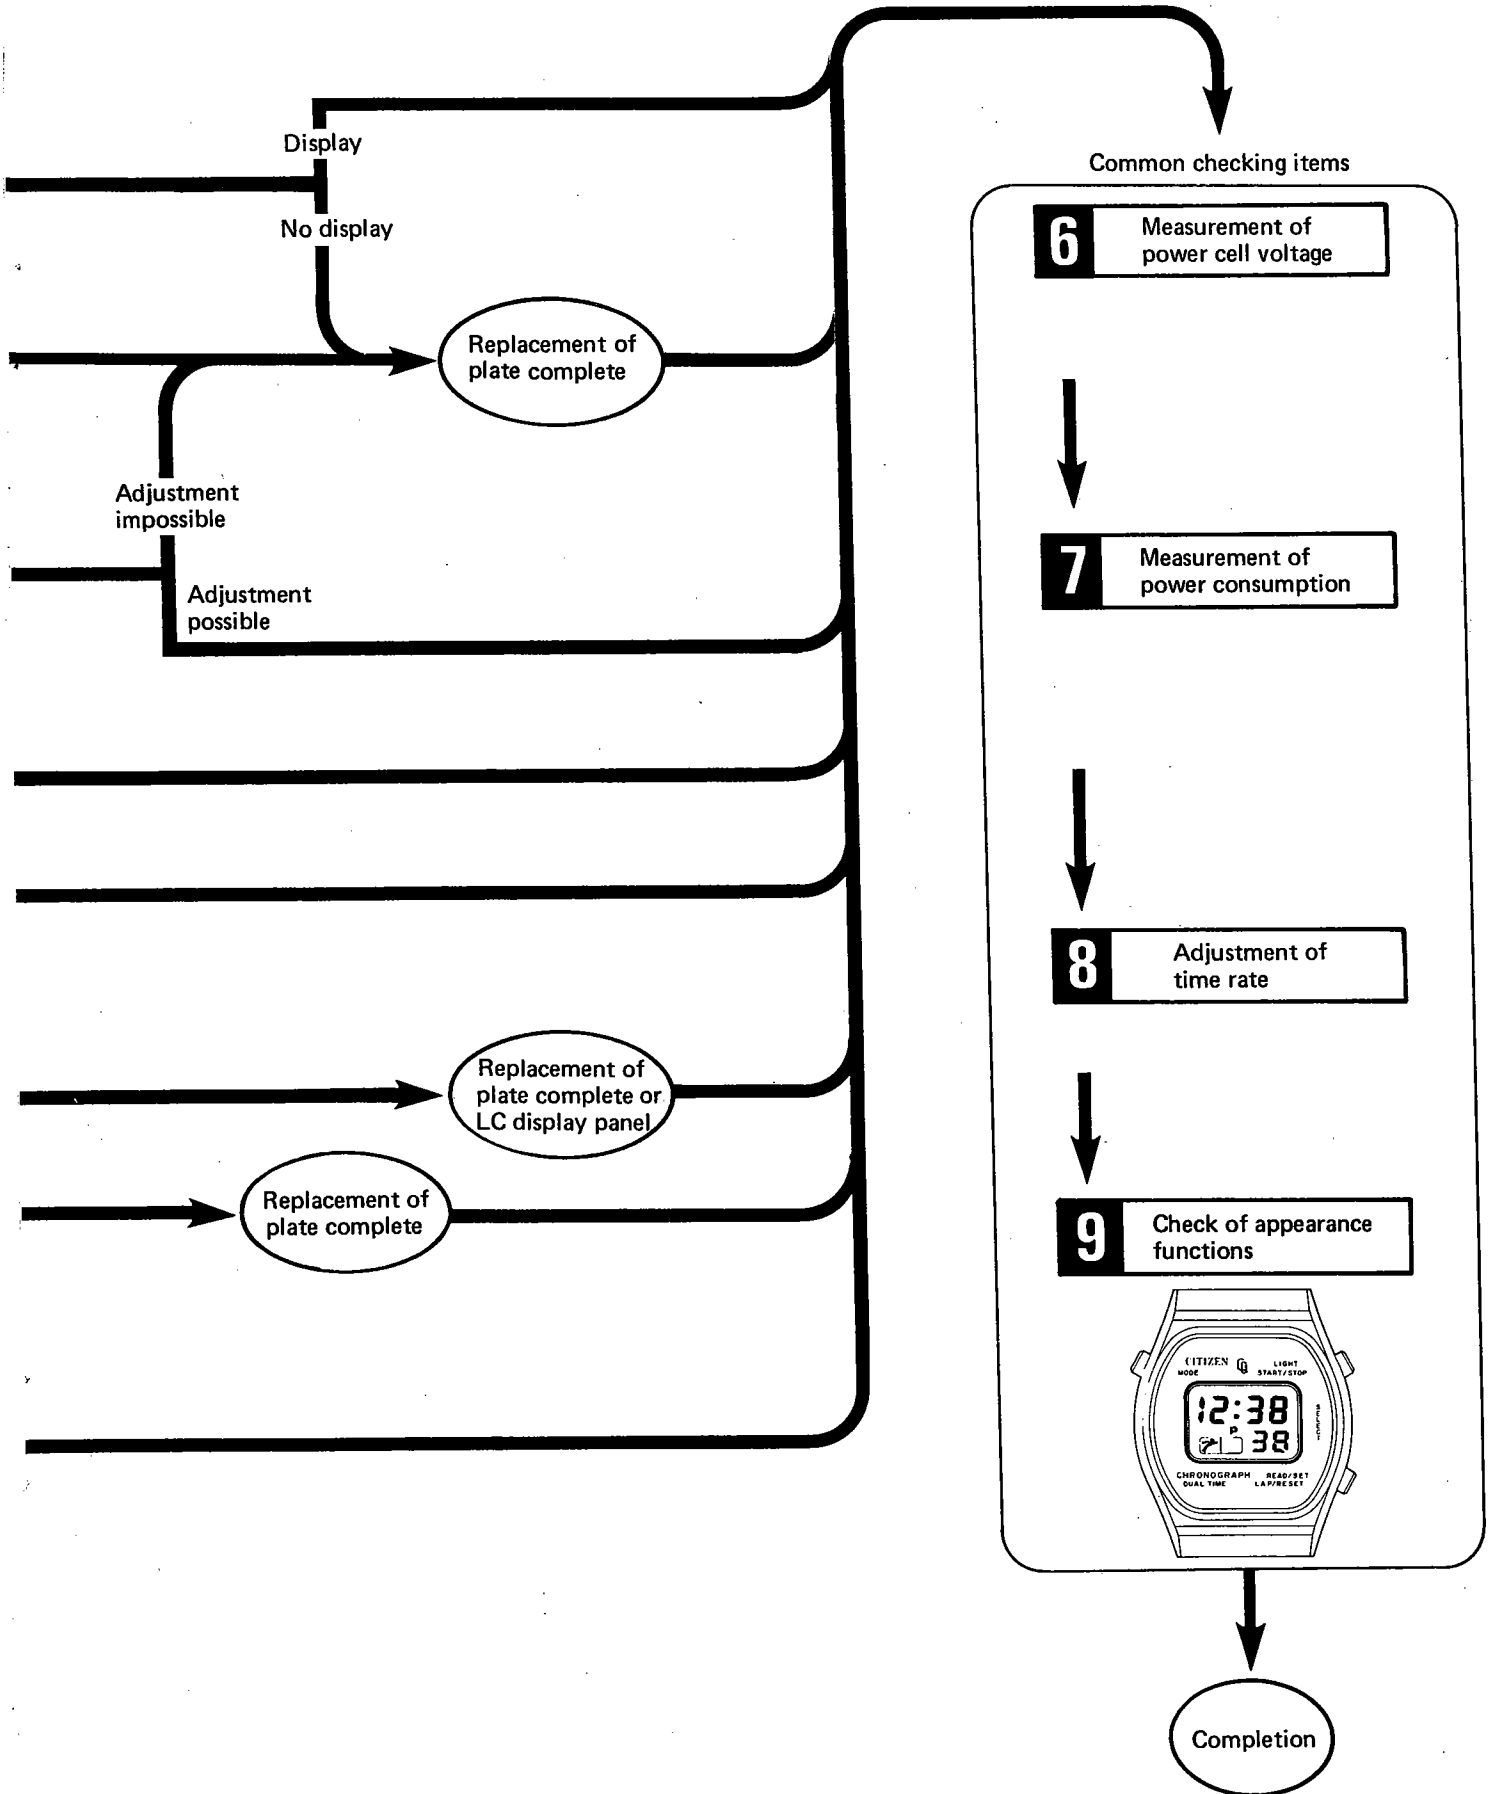 Display
No display
Replacement of
plate complete
Adjustment
impossible
Adjustment
possible
Replacement of
plate complete or
LC display panel
Replacement of
plate complete
Common checking items
6
Measurement of
power cell voltage
7
Measurement of
power consumption
8
Adjustment of
time rate
9
Check of appearance
functions
CITIZEN
LIGHT
MODE
START/STOP
SELECT
12:38
P
38
CHRONOGRAPH
READ/SET
DUAL TIME
LAP/RESET
Completion